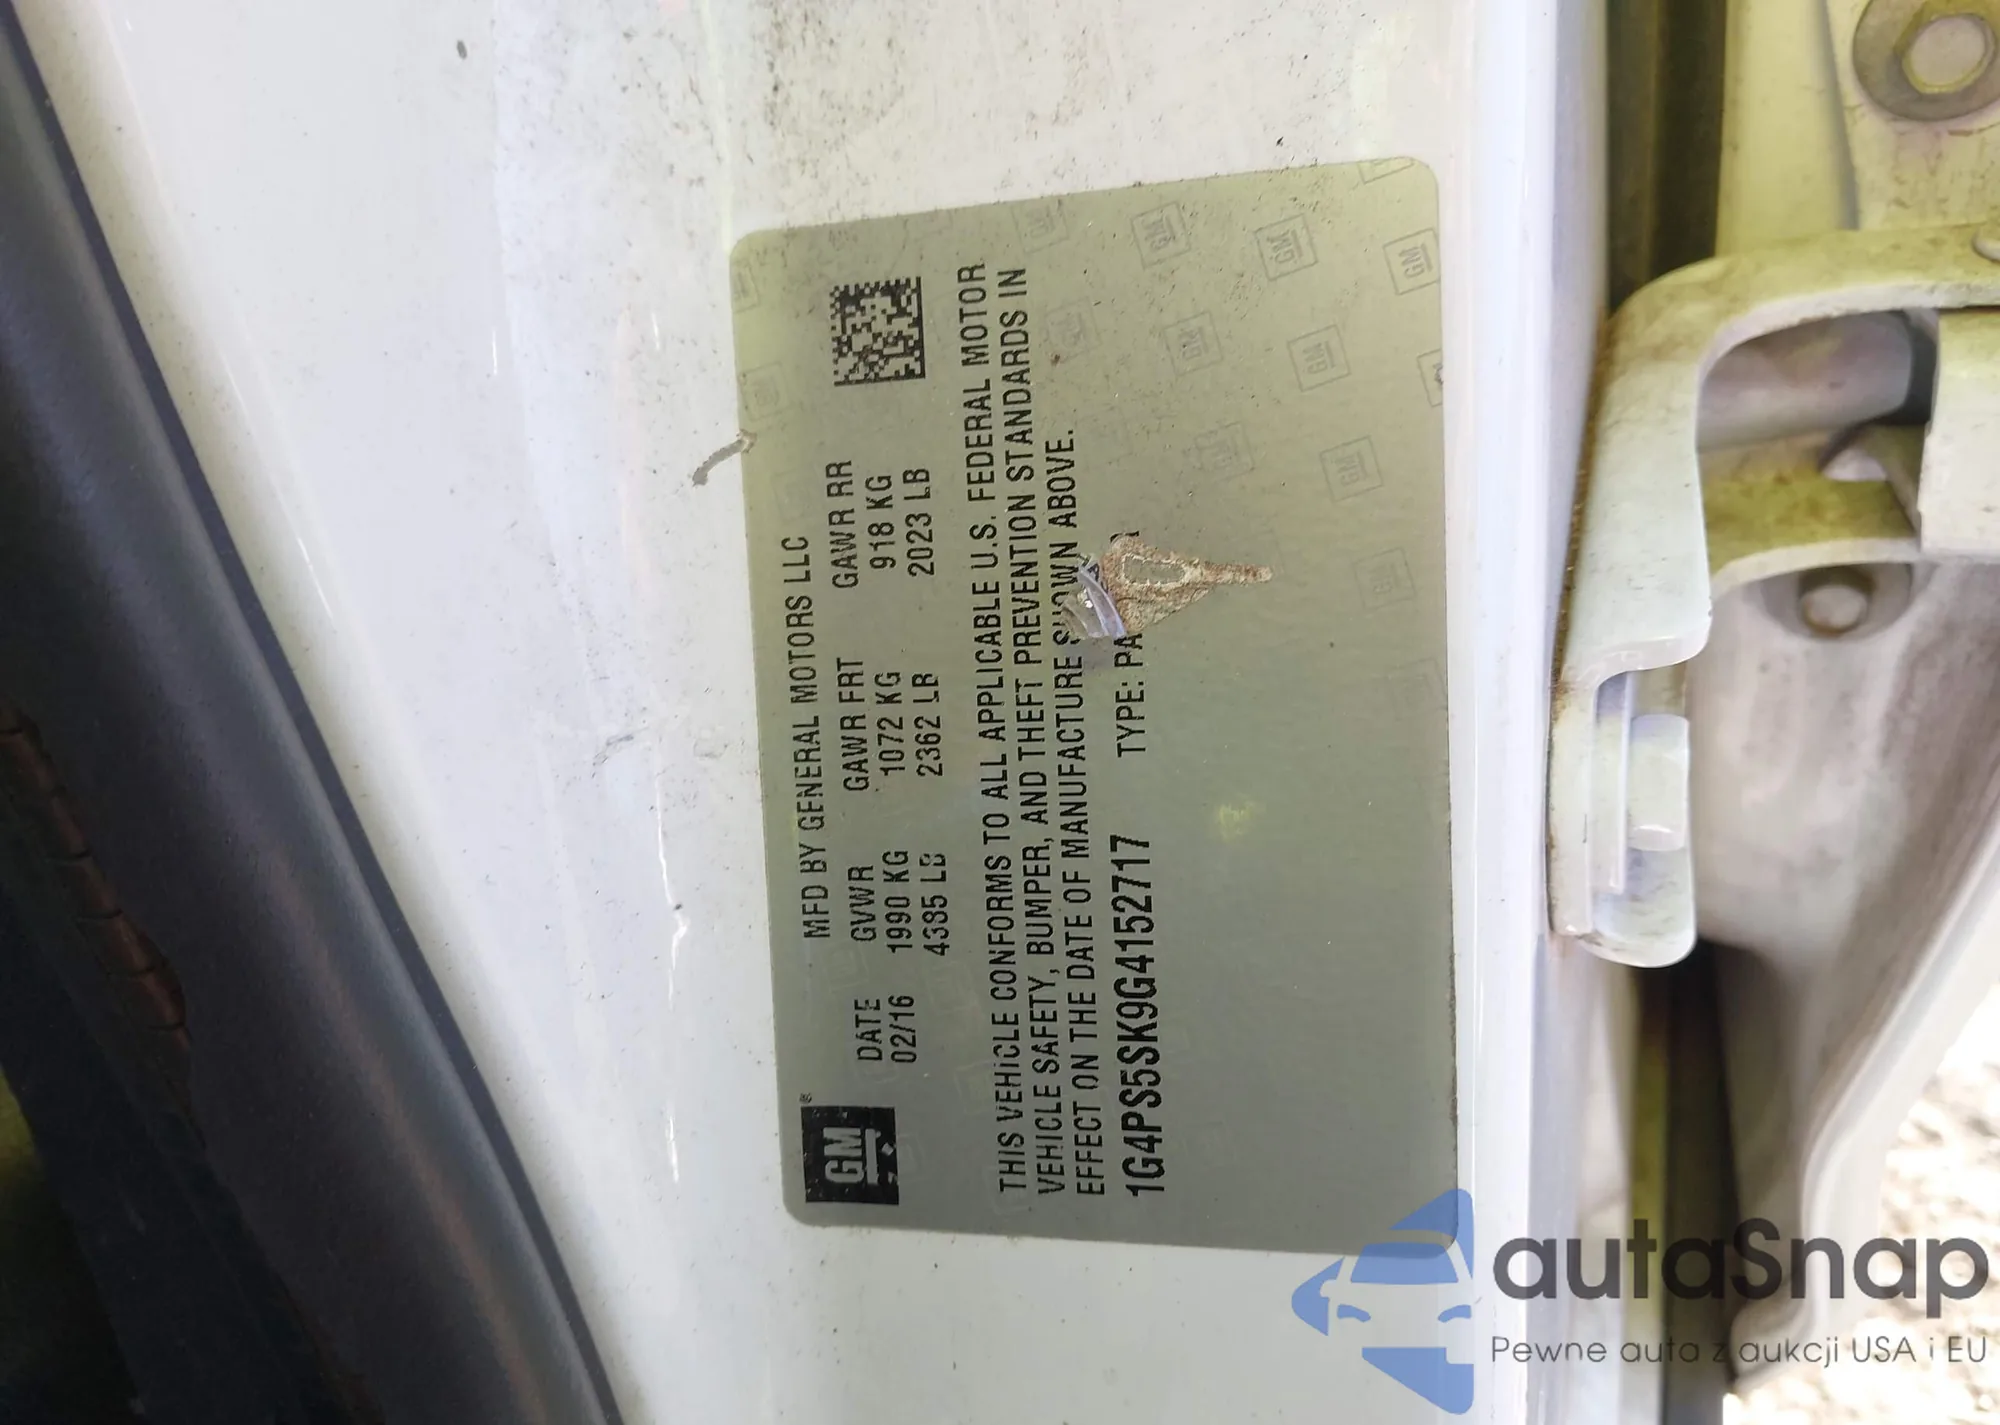 GM
MFD BY GENERAL MOTORS LLC
DATE GVWR GAWR FRT GAWR RR
02/16 1990 KG 1072 KG 918 KG
4385 LB 2362 LB 2023 LB
THIS VEHICLE CONFORMS TO ALL APPLICABLE U.S. FEDERAL MOTOR
VEHICLE SAFETY, BUMPER, AND THEFT PREVENTION STANDARDS IN
EFFECT ON THE DATE OF MANUFACTURE SHOWN ABOVE.
1G4PS5SK9G4152717 TYPE: PA
autaSnap
Pewne auta z aukcji USA i EU